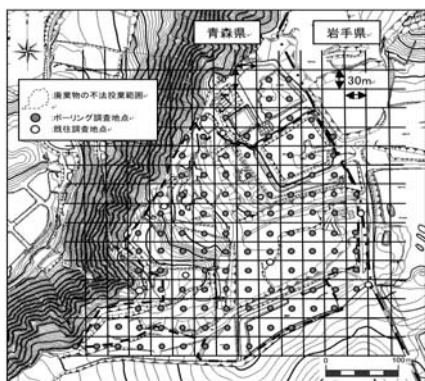 青森県 岩手県
30m
廃棄物の不法投棄範囲
:ボーリング調査地点
:既往調査地点
0 100m